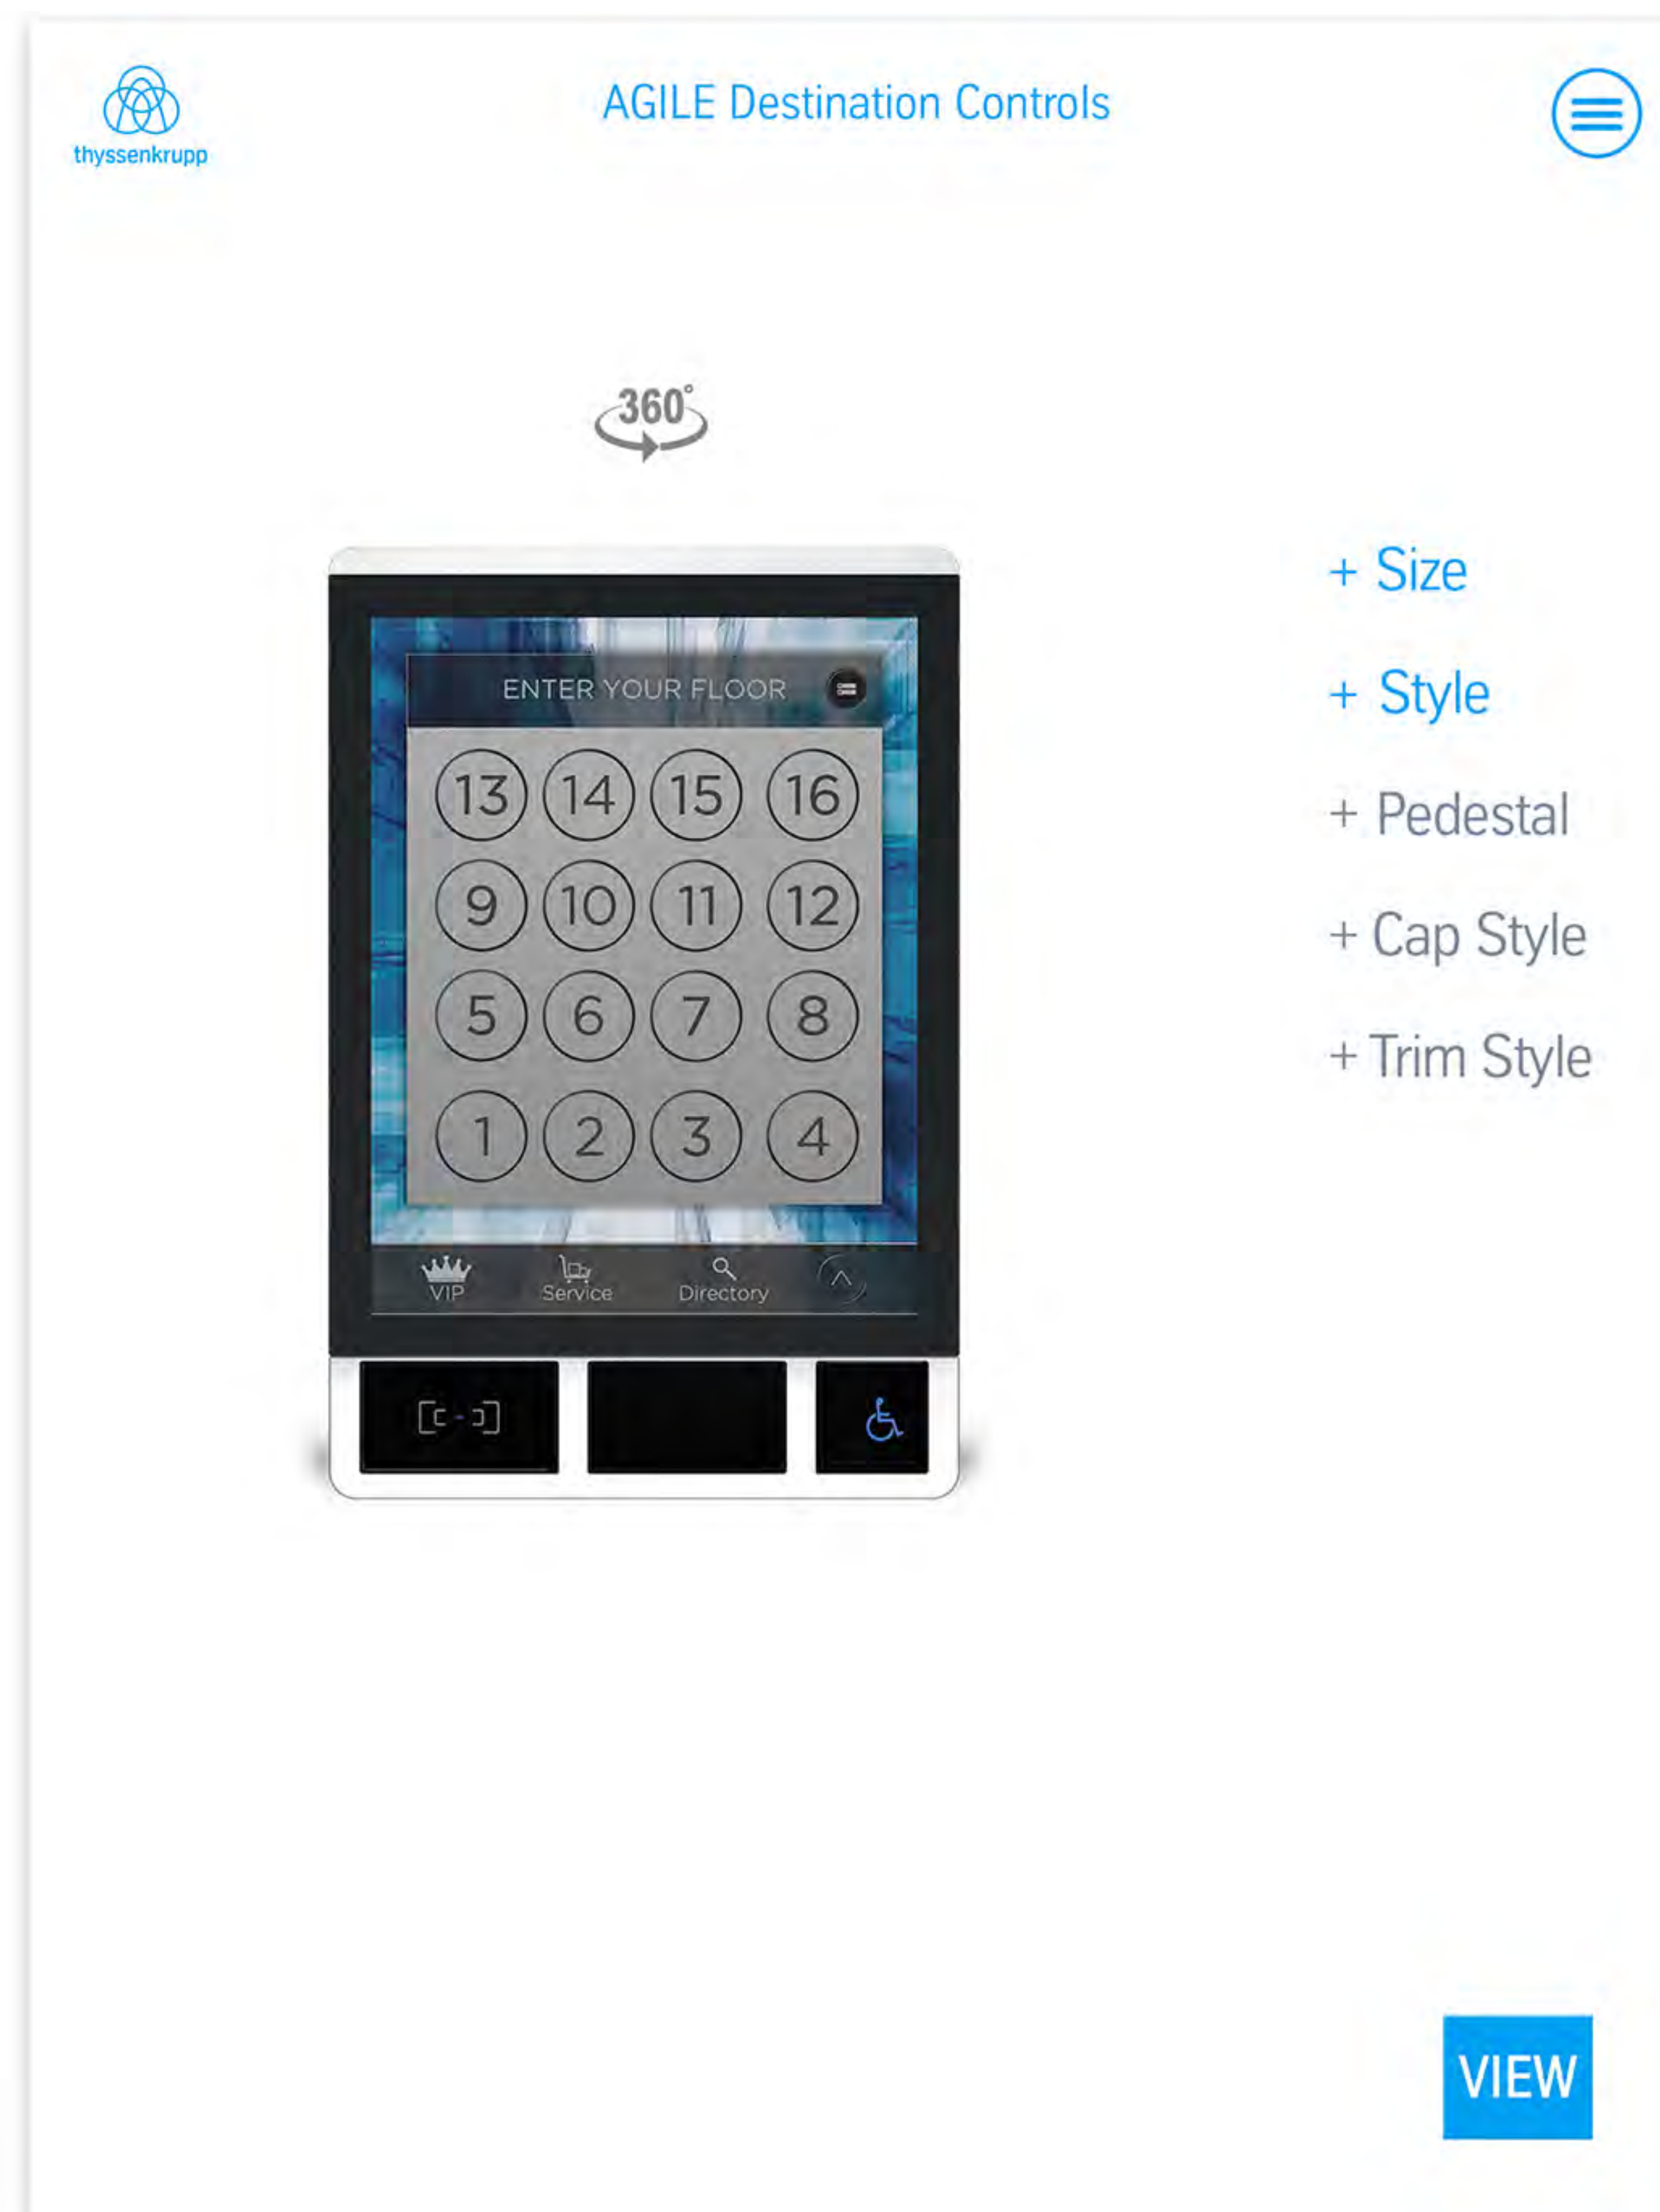 AGILE Destination Controls
thyssenkrupp
360°
ENTER YOUR FLOOR
13 14 15 16
9 10 11 12
5 6 7 8
1 2 3 4
VIP Service Directory
+ Size
+ Style
+ Pedestal
+ Cap Style
+ Trim Style
VIEW